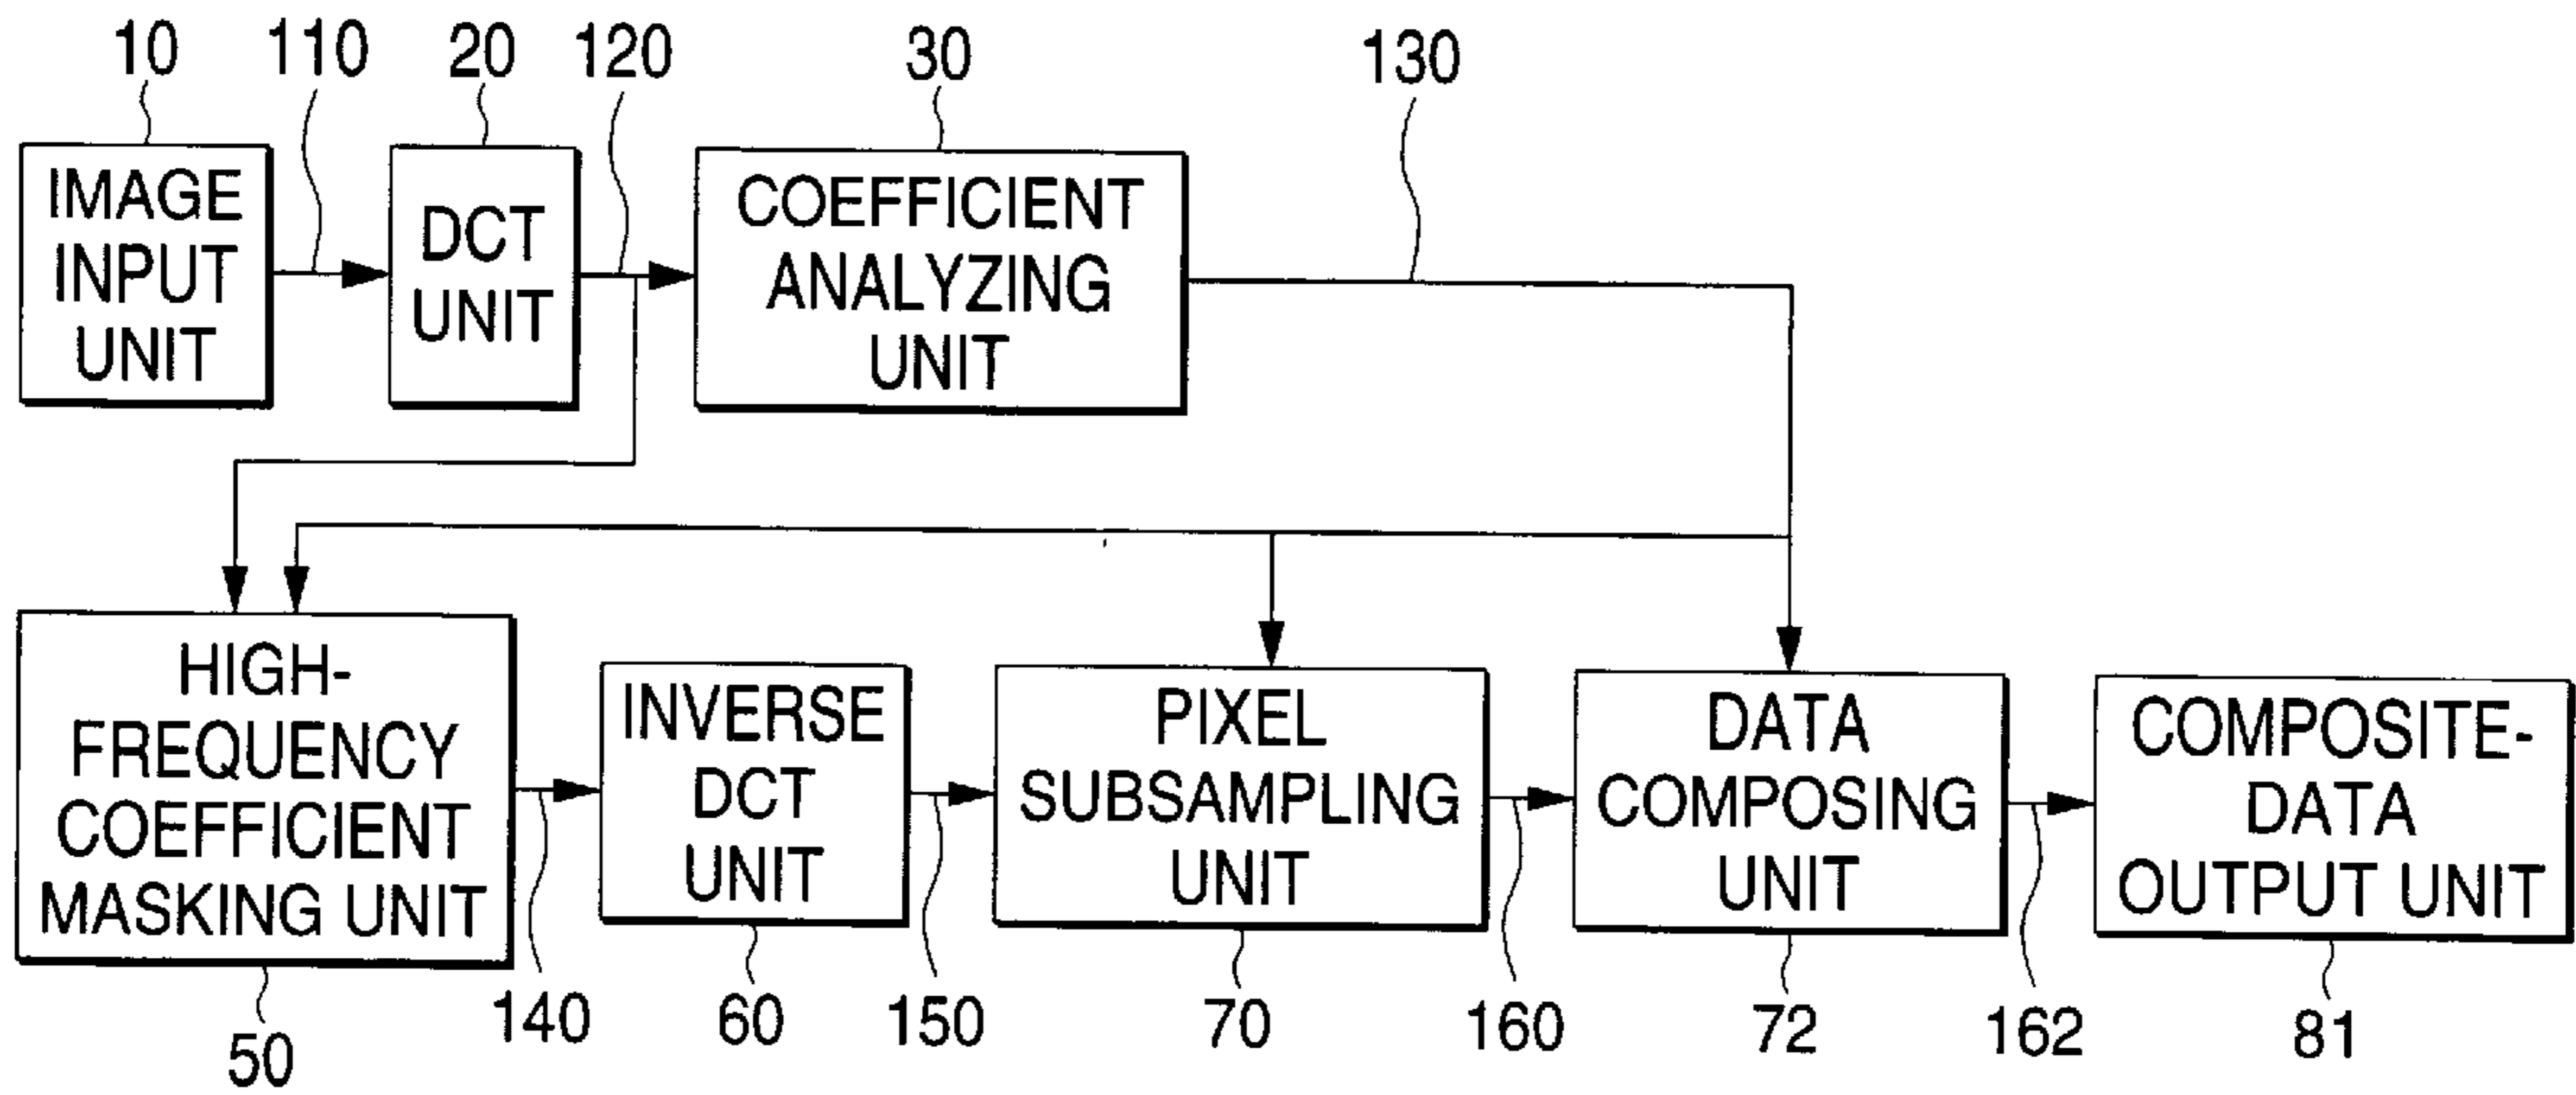 10
110
20
120
30
130
IMAGE
INPUT
UNIT
DCT
UNIT
COEFFICIENT
ANALYZING
UNIT
HIGH-
FREQUENCY
COEFFICIENT
MASKING UNIT
INVERSE
DCT
UNIT
PIXEL
SUBSAMPLING
UNIT
DATA
COMPOSING
UNIT
COMPOSITE-
DATA
OUTPUT UNIT
50
140
60
150
70
160
72
162
81